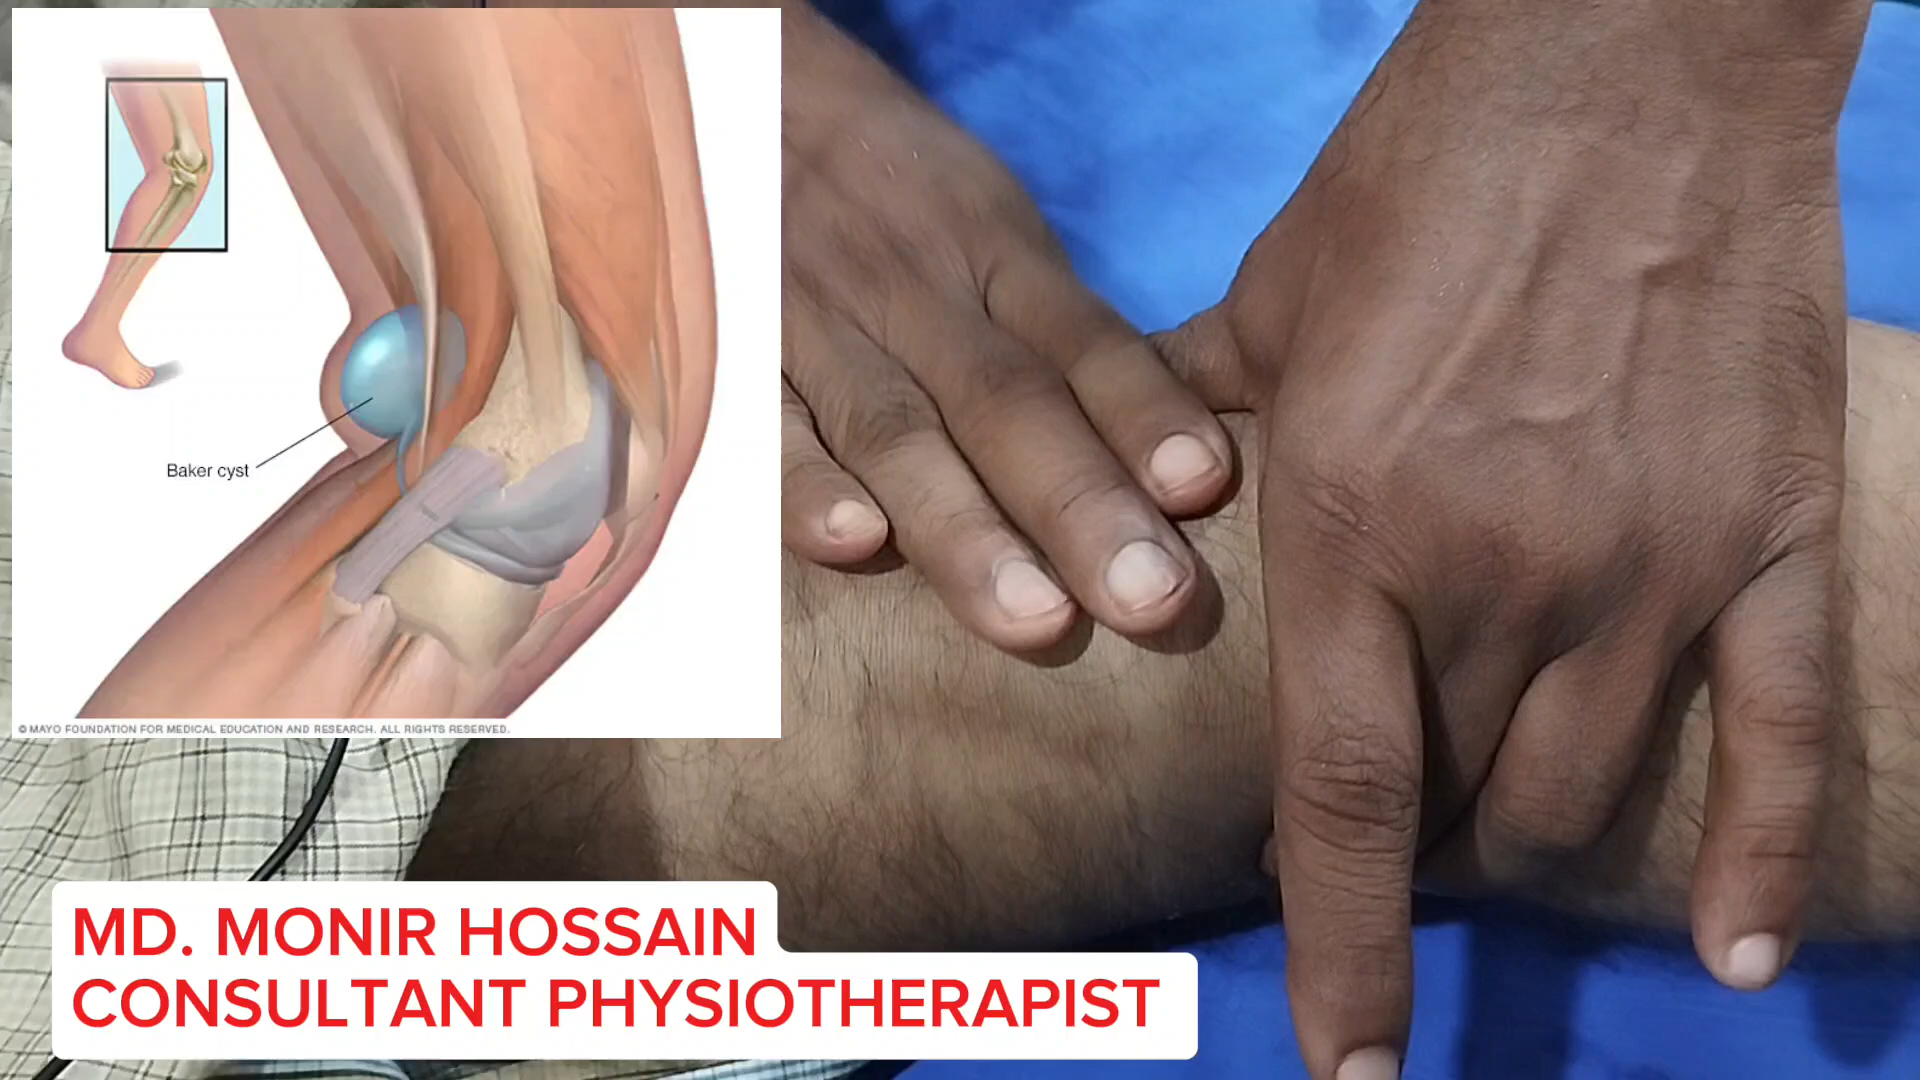 Baker cyst
© MAYO FOUNDATION FOR MEDICAL EDUCATION AND RESEARCH. ALL RIGHTS RESERVED.
MD. MONIR HOSSAIN
CONSULTANT PHYSIOTHERAPIST